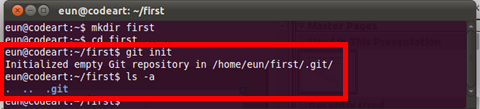 eun@codeart: ~/first
eun@codeart:~$ mkdir first
eun@codeart:~$ cd first
eun@codeart:~/first$ git init
Initialized empty Git repository in /home/eun/first/.git/
eun@codeart:~/first$ ls -a
. .. .git
eun@codeart:~/first$